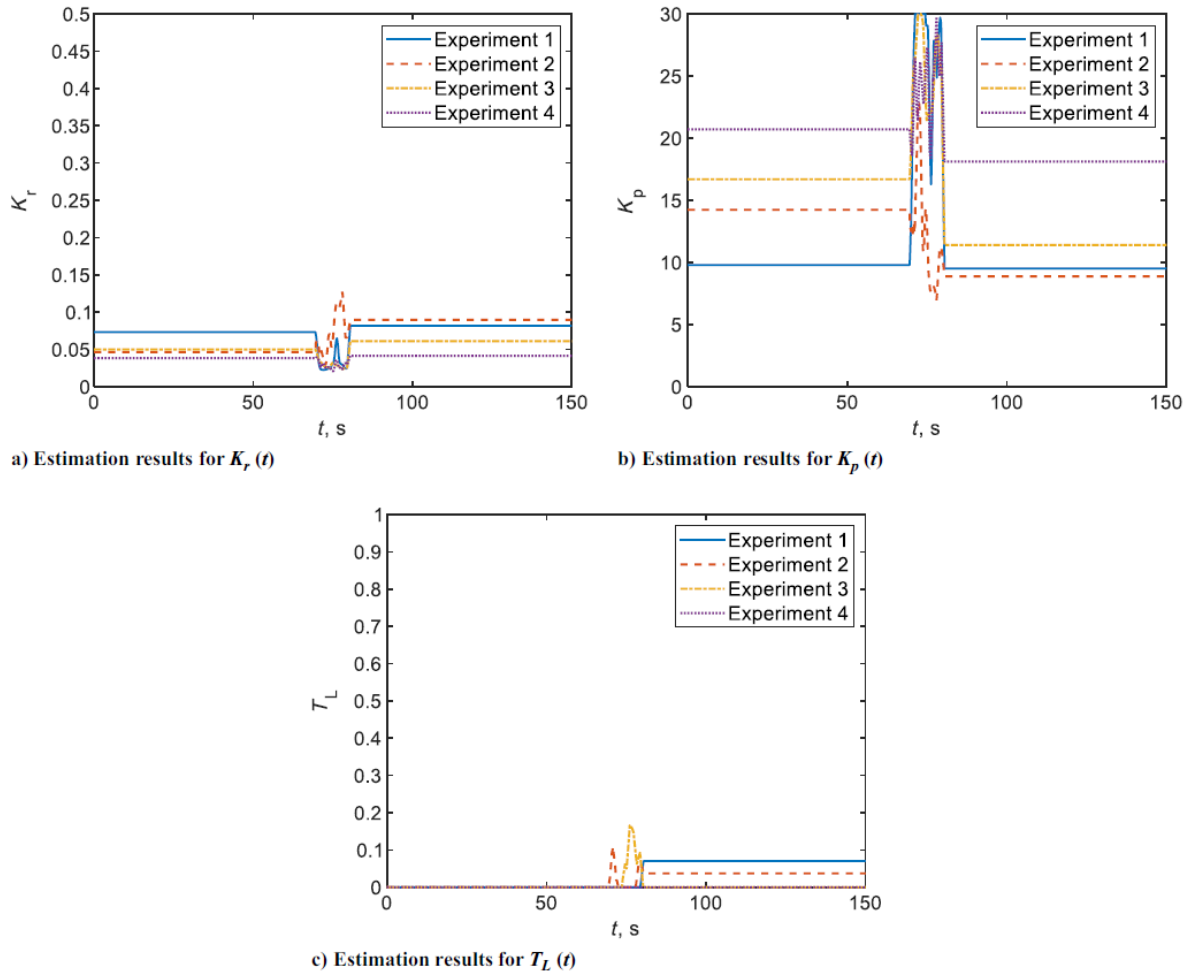 0.5
0.45
0.4
0.35
0.3
0.25
0.2
0.15
0.1
0.05
0
K_r
0 50 100 150
t, s
Experiment 1
Experiment 2
Experiment 3
Experiment 4
a) Estimation results for K_r (t)
30
25
20
15
10
5
0
K_p
0 50 100 150
t, s
Experiment 1
Experiment 2
Experiment 3
Experiment 4
b) Estimation results for K_p (t)
1
0.9
0.8
0.7
0.6
0.5
0.4
0.3
0.2
0.1
0
T_L
0 50 100 150
t, s
Experiment 1
Experiment 2
Experiment 3
Experiment 4
c) Estimation results for T_L (t)